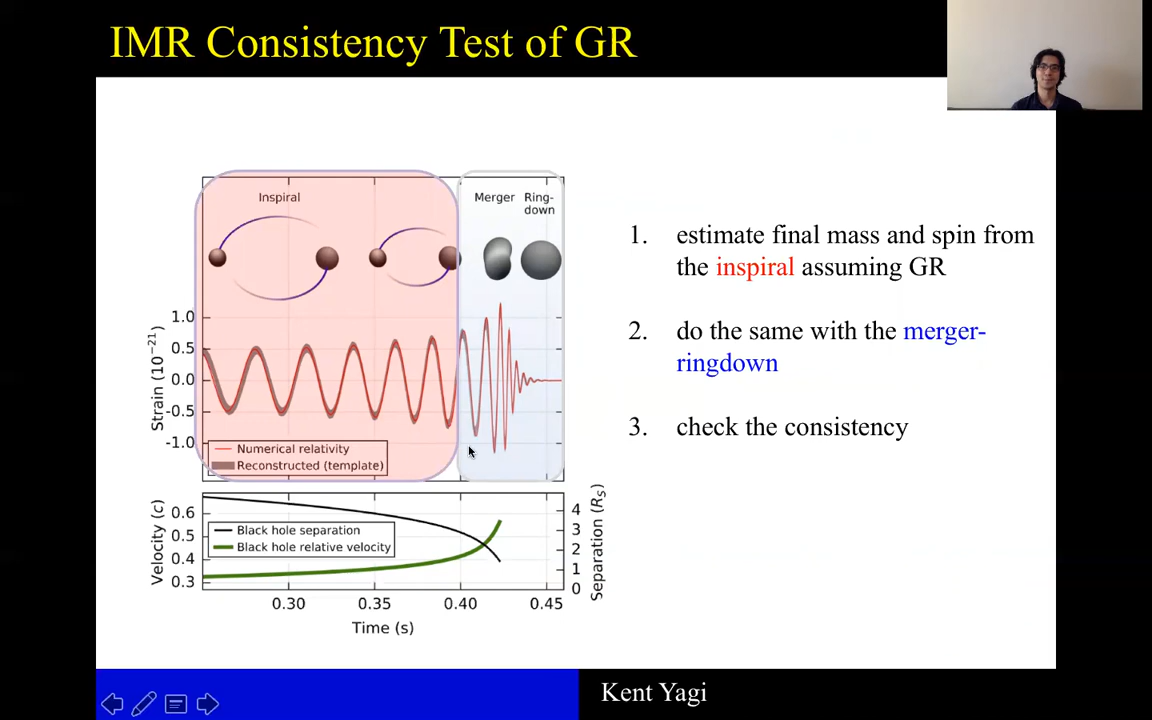 IMR Consistency Test of GR
Inspiral
Merger Ring-
down
1.0
0.5
0.0
-0.5
-1.0
Strain (10⁻²¹)
Numerical relativity
Reconstructed (template)
0.6
0.5
0.4
0.3
Velocity (c)
Black hole separation
Black hole relative velocity
4
3
2
1
0
Separation (R_S)
0.30 0.35 0.40 0.45
Time (s)
1. estimate final mass and spin from
the inspiral assuming GR
2. do the same with the merger-
ringdown
3. check the consistency
Kent Yagi